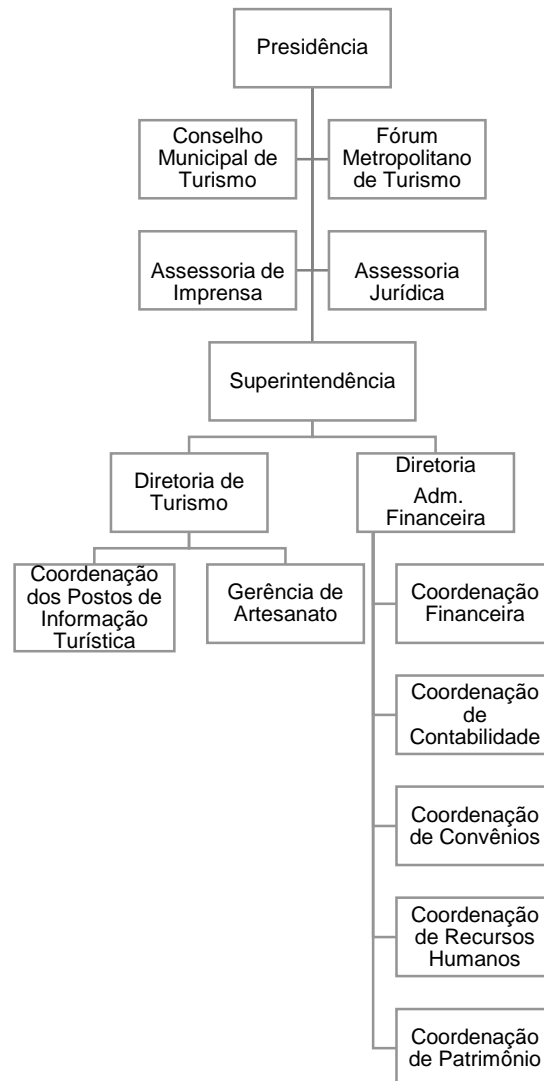 Presidência
Conselho
Municipal de
Turismo
Fórum
Metropolitano
de Turismo
Assessoria de
Imprensa
Assessoria
Jurídica
Superintendência
Diretoria de
Turismo
Diretoria
Adm.
Financeira
Coordenação
dos Postos de
Informação
Turística
Gerência de
Artesanato
Coordenação
Financeira
Coordenação
de
Contabilidade
Coordenação
de Convênios
Coordenação
de Recursos
Humanos
Coordenação
de Patrimônio